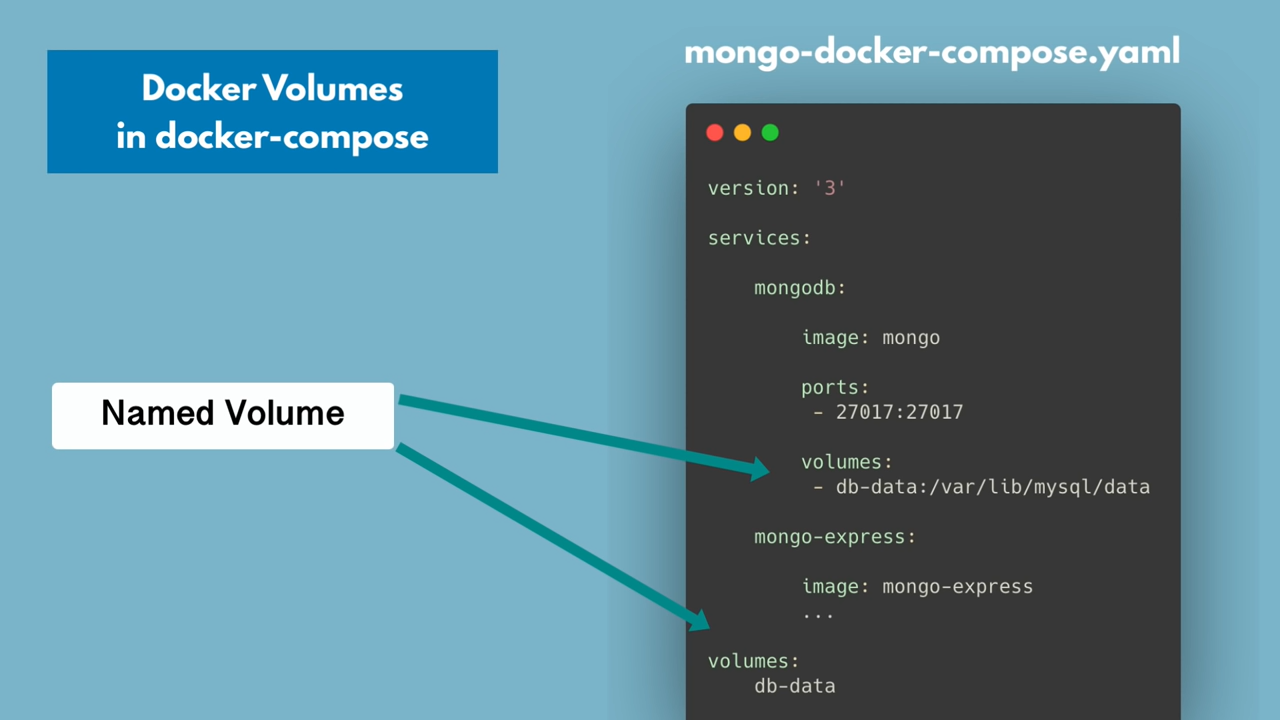 Docker Volumes
in docker-compose
Named Volume
mongo-docker-compose.yaml
version: '3'
services:
mongodb:
image: mongo
ports:
- 27017:27017
volumes:
- db-data:/var/lib/mysql/data
mongo-express:
image: mongo-express
...
volumes:
db-data